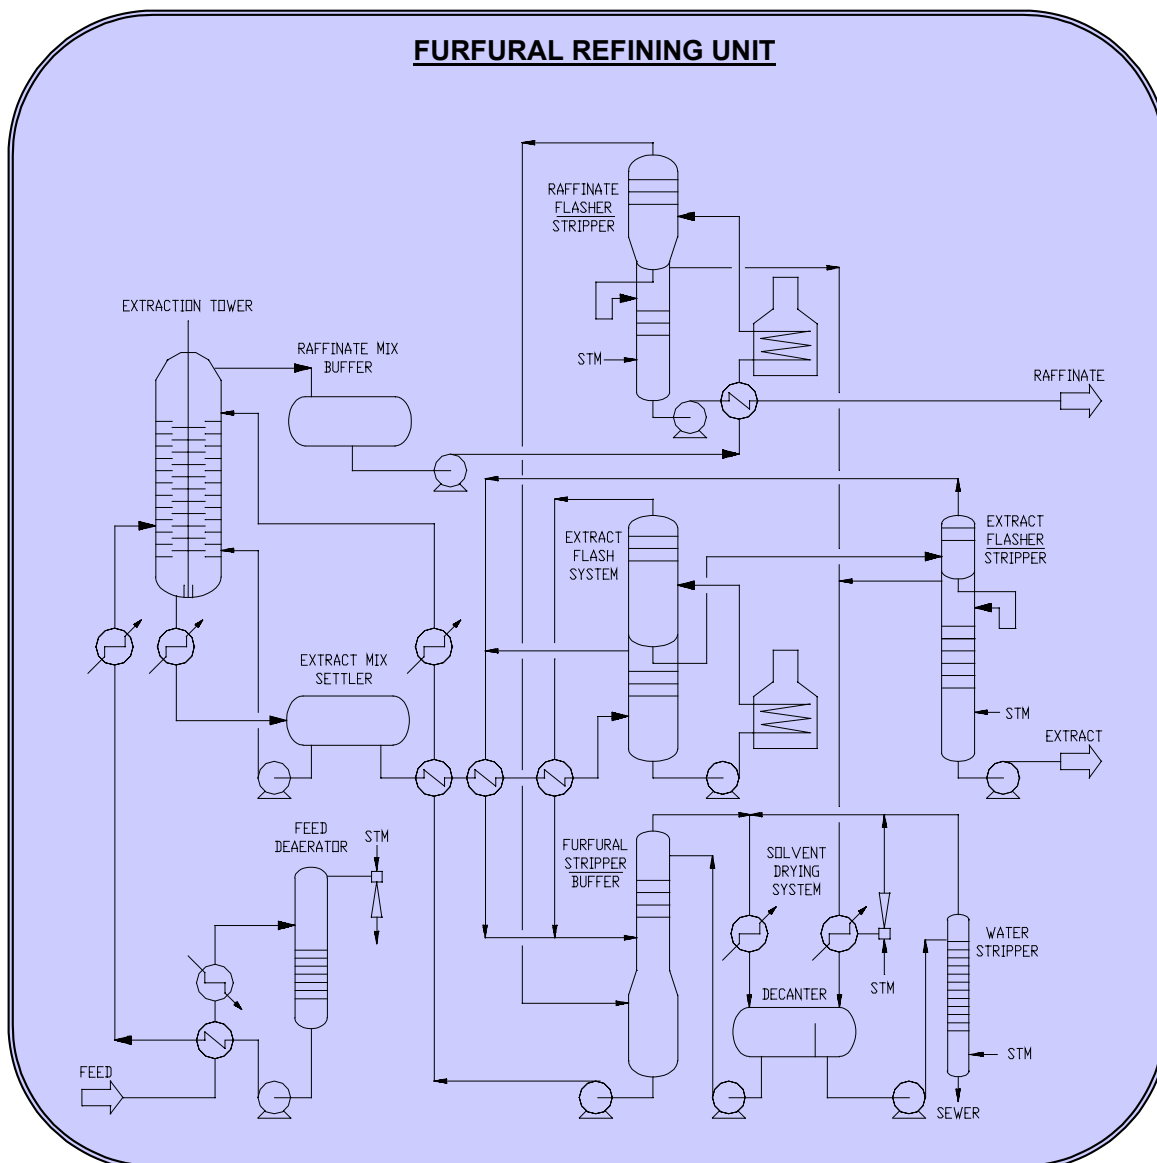 FURFURAL REFINING UNIT
RAFFINATE
FLASHER
STRIPPER
EXTRACTION TOWER
RAFFINATE MIX
BUFFER
STM
RAFFINATE
EXTRACT
FLASH
SYSTEM
EXTRACT
FLASHER
STRIPPER
EXTRACT MIX
SETTLER
STM
EXTRACT
FEED
DEAERATOR
STM
FURFURAL
STRIPPER
BUFFER
SOLVENT
DRYING
SYSTEM
WATER
STRIPPER
STM
DECANTER
STM
FEED
SEWER